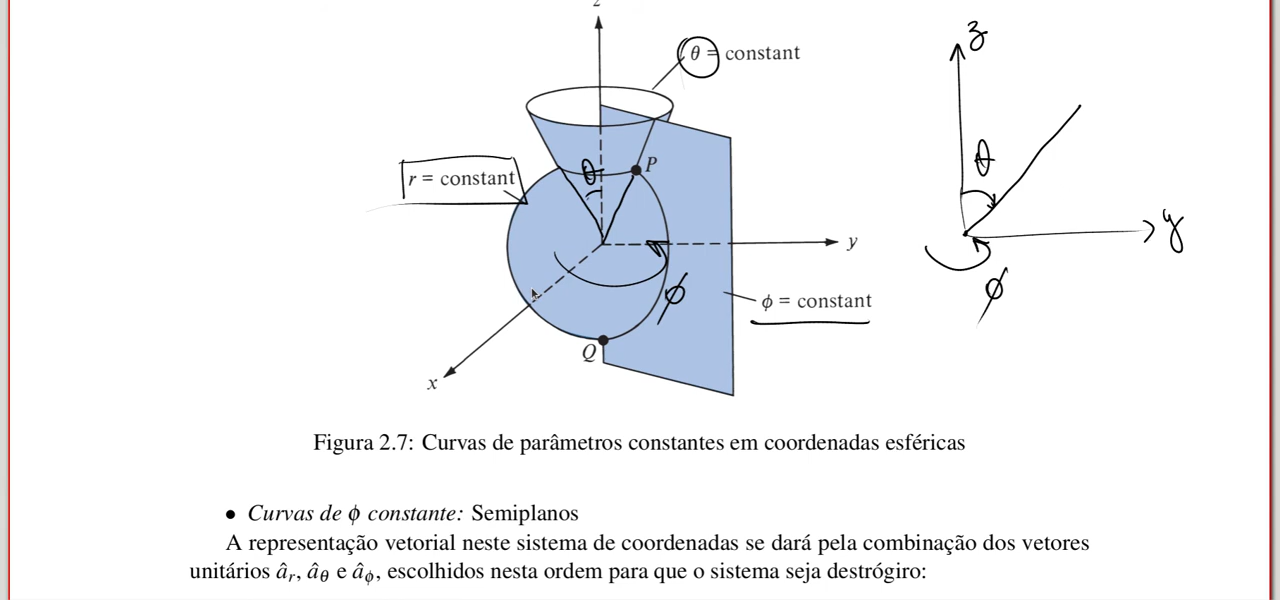 z
θ = constant
z
θ
θ
P
r = constant
y
y
ϕ
ϕ
ϕ = constant
Q
x
Figura 2.7: Curvas de parâmetros constantes em coordenadas esféricas
• Curvas de ϕ constante: Semiplanos
A representação vetorial neste sistema de coordenadas se dará pela combinação dos vetores
unitários âr, âθ e âϕ, escolhidos nesta ordem para que o sistema seja destrógiro: